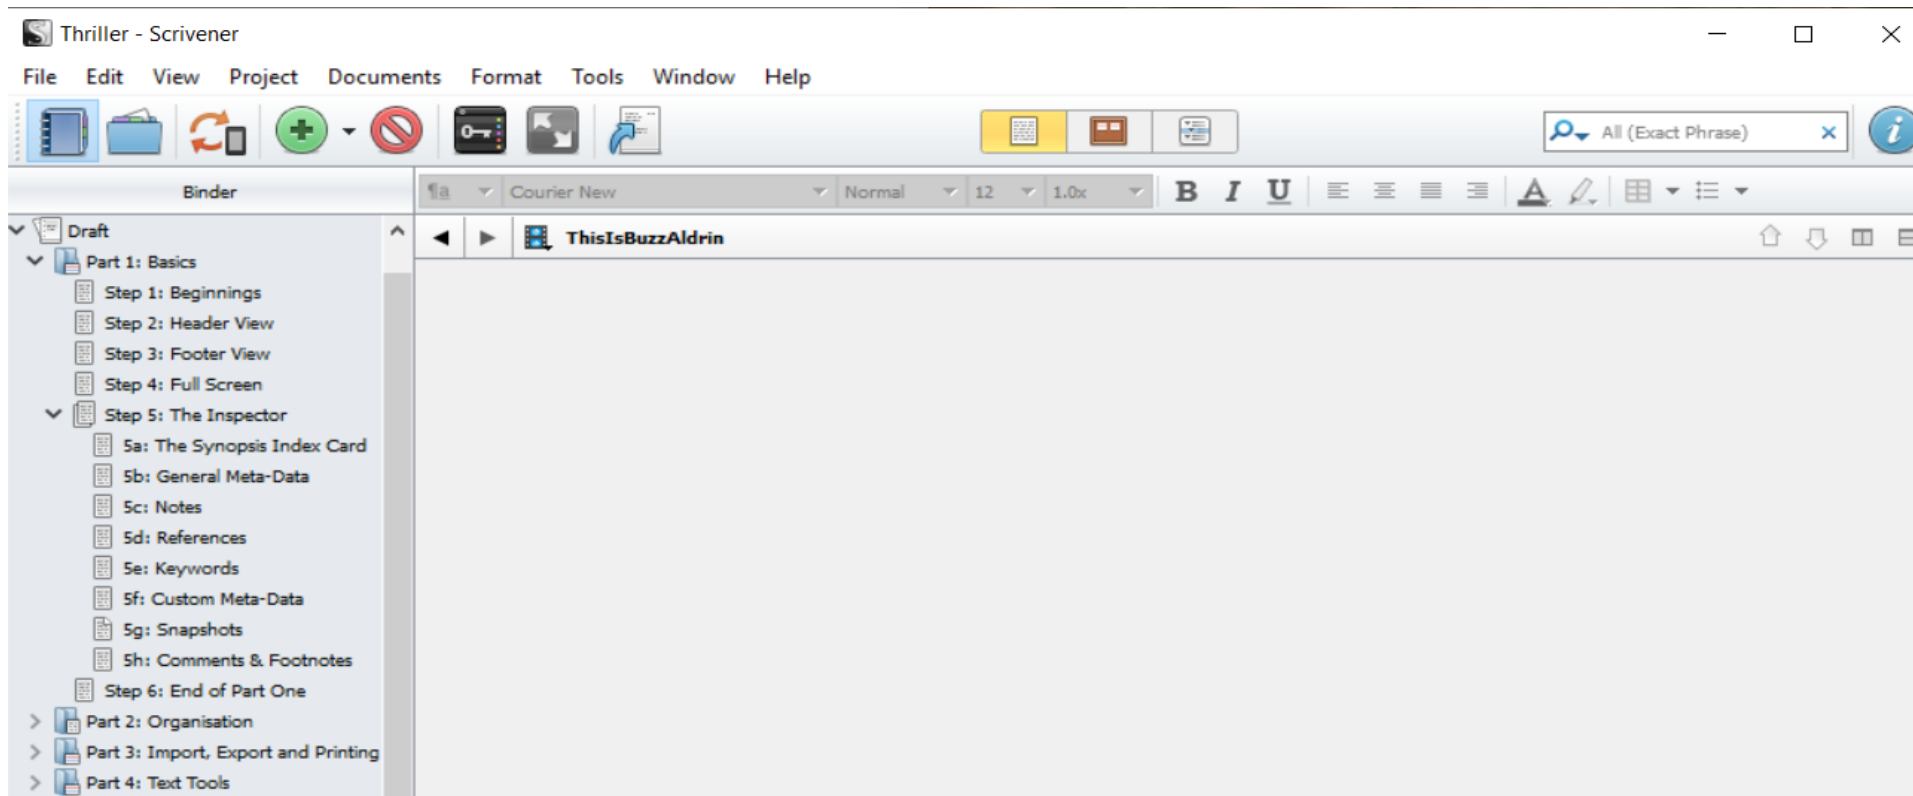 Thriller - Scrivener
File Edit View Project Documents Format Tools Window Help
All (Exact Phrase)
Binder
¶a Courier New Normal 12 1.0x B I U A
Draft
ThisIsBuzzAldrin
Part 1: Basics
Step 1: Beginnings
Step 2: Header View
Step 3: Footer View
Step 4: Full Screen
Step 5: The Inspector
5a: The Synopsis Index Card
5b: General Meta-Data
5c: Notes
5d: References
5e: Keywords
5f: Custom Meta-Data
5g: Snapshots
5h: Comments & Footnotes
Step 6: End of Part One
Part 2: Organisation
Part 3: Import, Export and Printing
Part 4: Text Tools